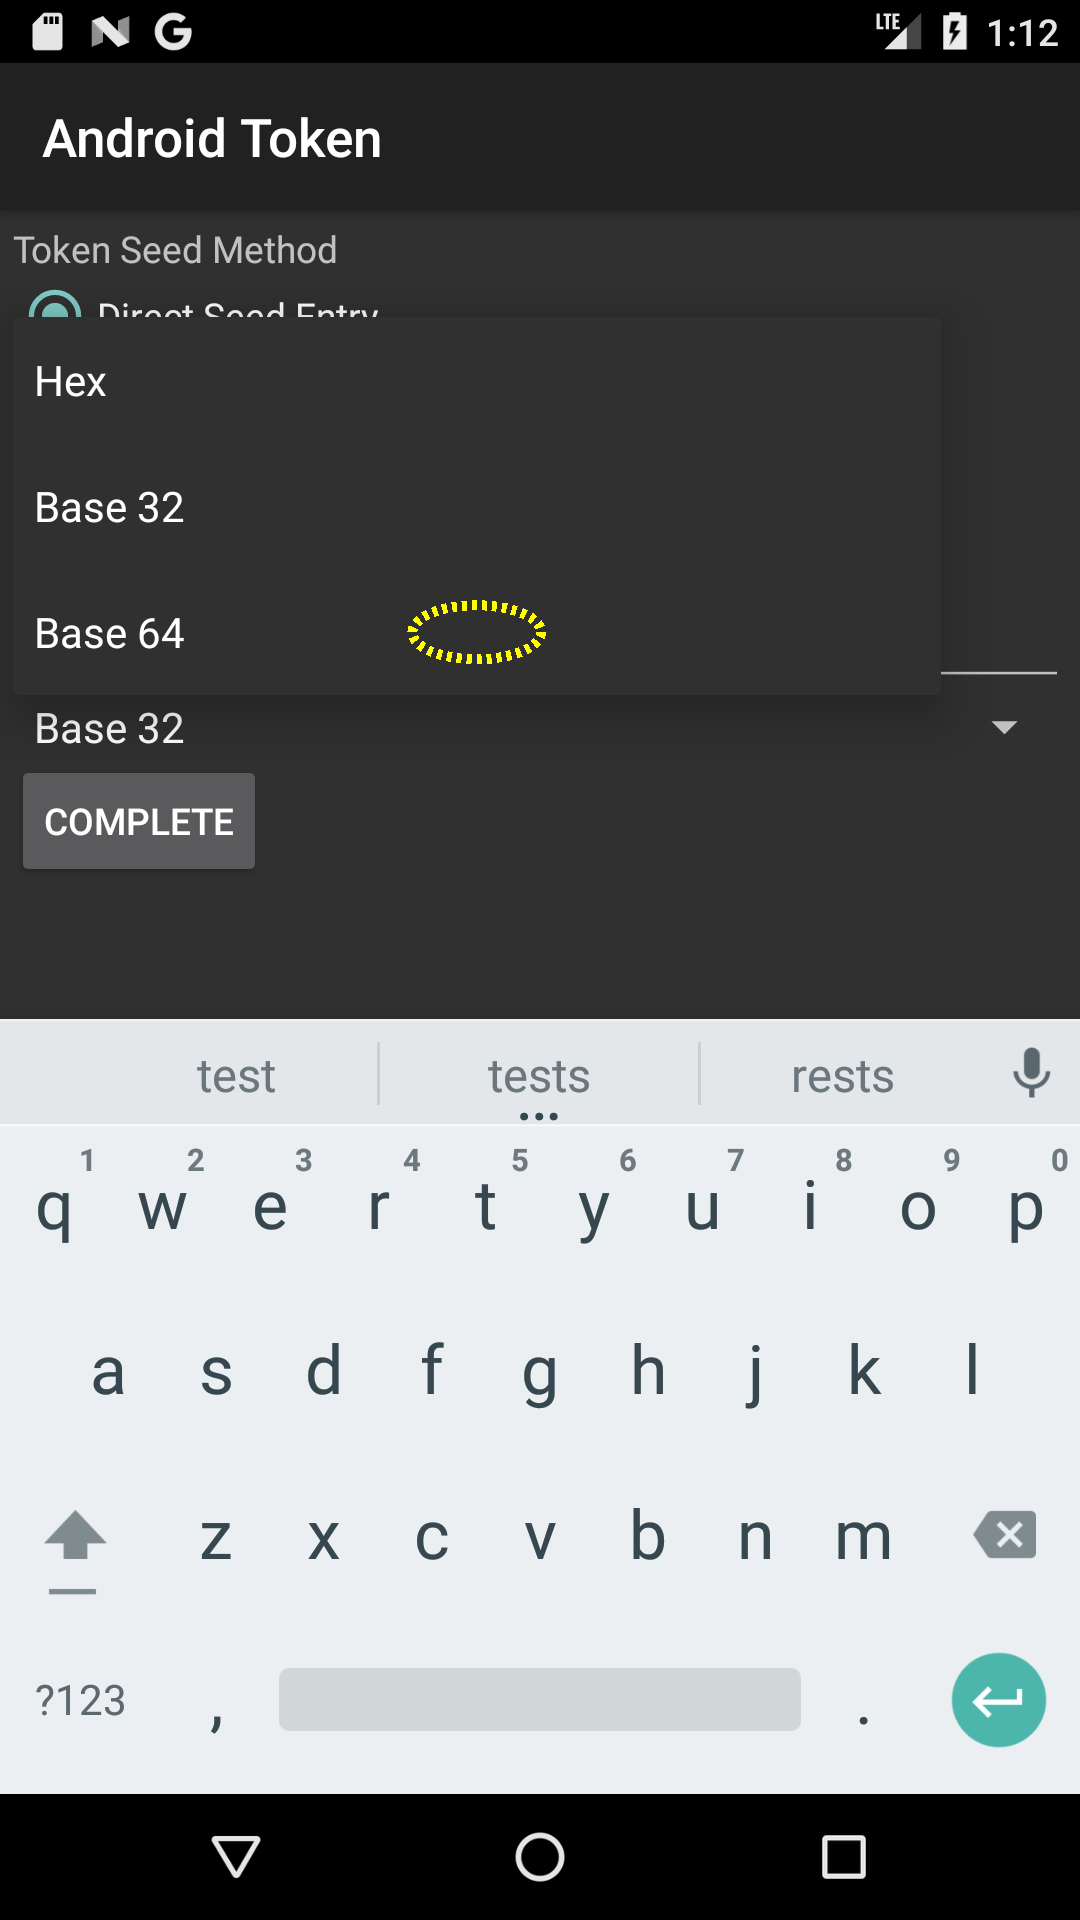 LTE 1:12
Android Token
Token Seed Method
Direct Seed Entry
Hex
Base 32
Base 64
Base 32
COMPLETE
test tests rests
1 2 3 4 5 6 7 8 9 0
q w e r t y u i o p
a s d f g h j k l
z x c v b n m
?123 , .